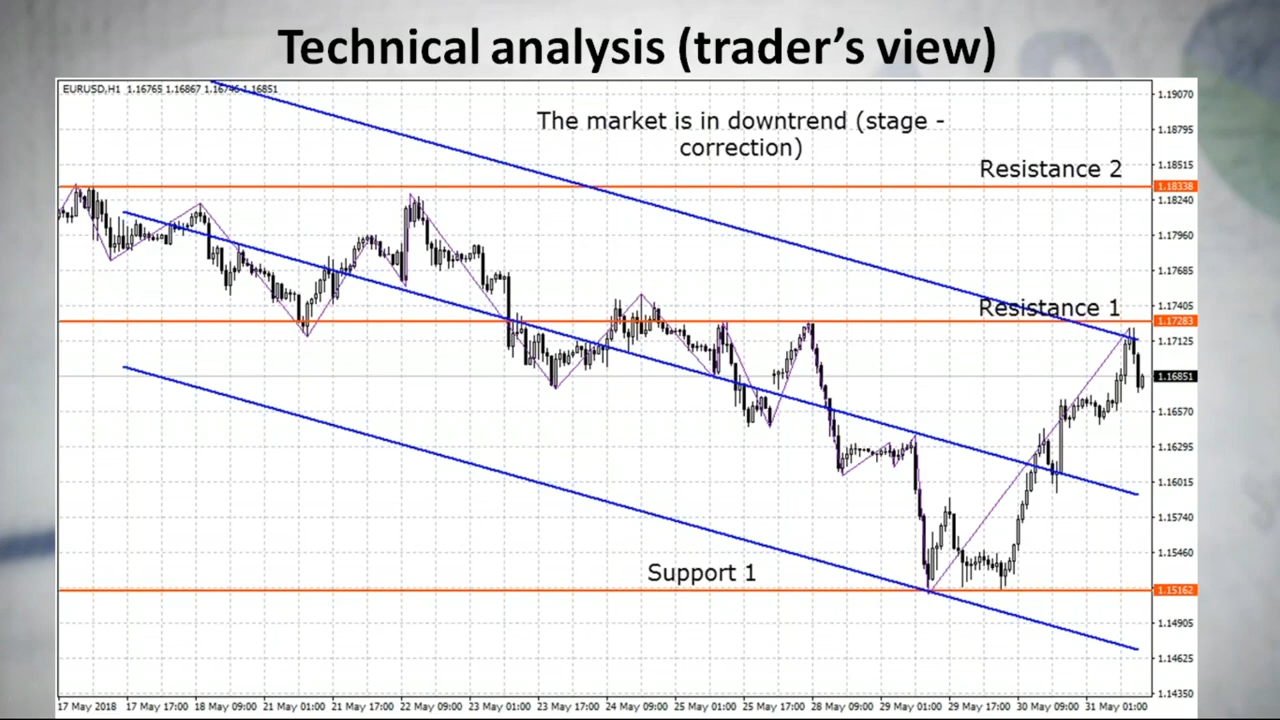 Technical analysis (trader's view)
EURUSD,H1 1.16765 1.16867 1.16746 1.16851
The market is in downtrend (stage -
correction)
Resistance 2
Resistance 1
Support 1
1.19070
1.18795
1.18515
1.18338
1.18240
1.17960
1.17685
1.17405
1.17283
1.17125
1.16851
1.16570
1.16295
1.16015
1.15740
1.15460
1.15162
1.14905
1.14625
1.14350
17 May 2018 17 May 17:00 18 May 09:00 21 May 01:00 21 May 17:00 22 May 09:00 23 May 01:00 23 May 17:00 24 May 09:00 25 May 01:00 25 May 17:00 28 May 09:00 29 May 01:00 29 May 17:00 30 May 09:00 31 May 01:00